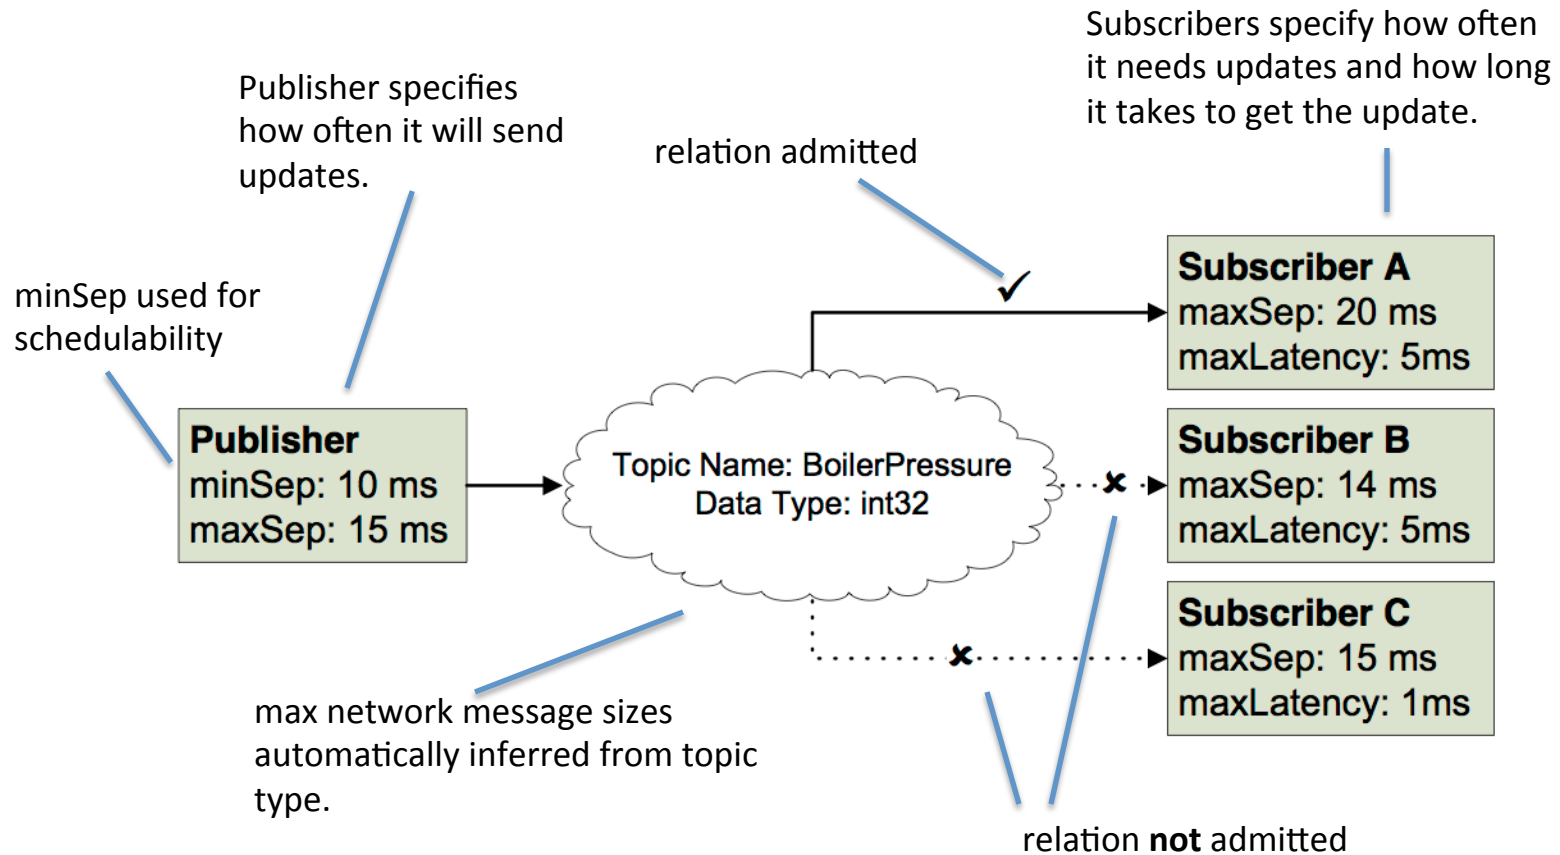 Subscribers specify how often
it needs updates and how long
it takes to get the update.
Publisher specifies
how often it will send
updates.
relation admitted
minSep used for
schedulability
Subscriber A
maxSep: 20 ms
maxLatency: 5ms
Publisher
minSep: 10 ms
maxSep: 15 ms
Topic Name: BoilerPressure
Data Type: int32
Subscriber B
maxSep: 14 ms
maxLatency: 5ms
Subscriber C
maxSep: 15 ms
maxLatency: 1ms
max network message sizes
automatically inferred from topic
type.
relation not admitted